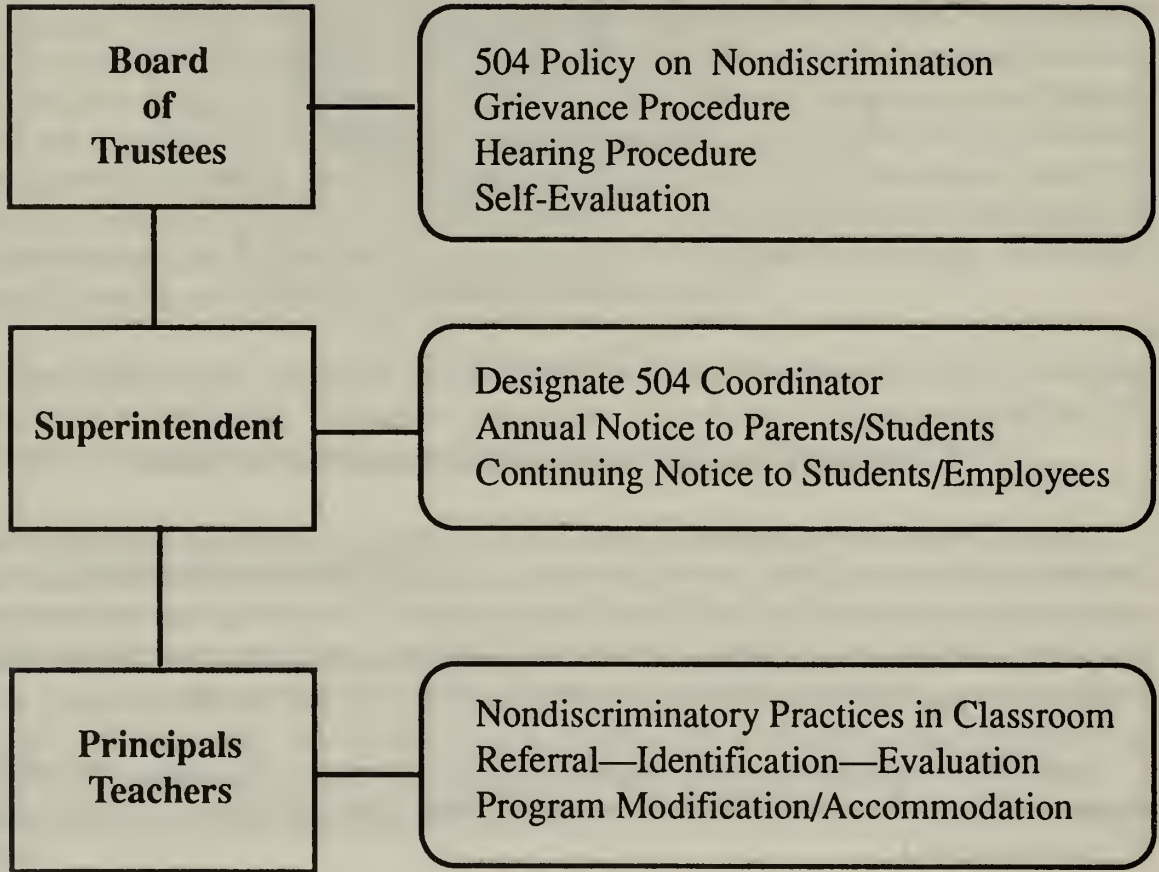 Board
of
Trustees
504 Policy on Nondiscrimination
Grievance Procedure
Hearing Procedure
Self-Evaluation
Superintendent
Designate 504 Coordinator
Annual Notice to Parents/Students
Continuing Notice to Students/Employees
Principals
Teachers
Nondiscriminatory Practices in Classroom
Referral—Identification—Evaluation
Program Modification/Accommodation